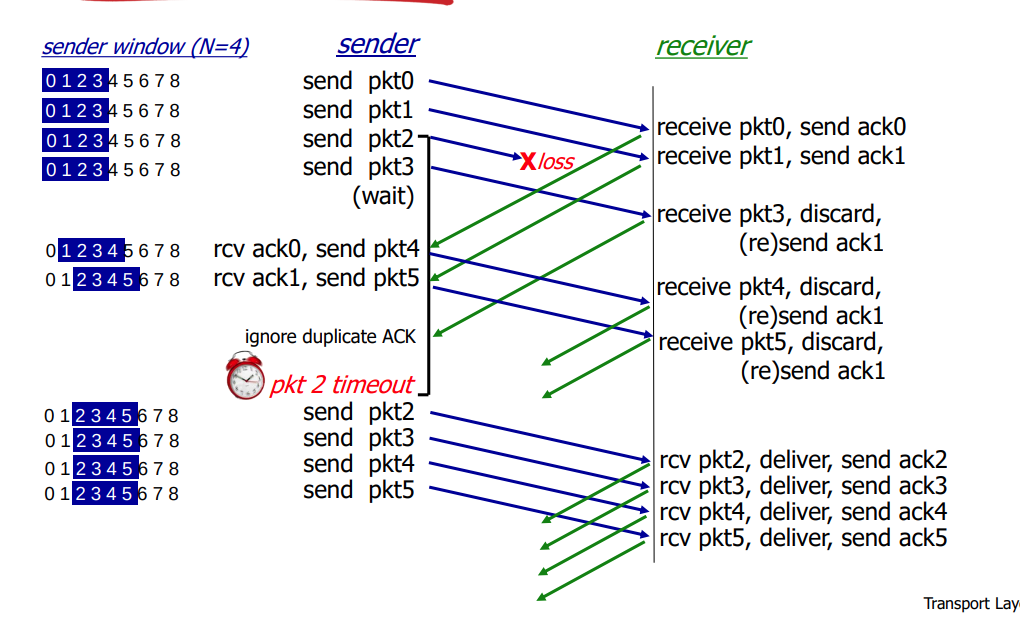 sender window (N=4) sender receiver
0 1 2 3 4 5 6 7 8 send pkt0
0 1 2 3 4 5 6 7 8 send pkt1
receive pkt0, send ack0
0 1 2 3 4 5 6 7 8 send pkt2
receive pkt1, send ack1
X loss
0 1 2 3 4 5 6 7 8 send pkt3
(wait)
receive pkt3, discard,
(re)send ack1
0 1 2 3 4 5 6 7 8 rcv ack0, send pkt4
0 1 2 3 4 5 6 7 8 rcv ack1, send pkt5
receive pkt4, discard,
(re)send ack1
ignore duplicate ACK
receive pkt5, discard,
(re)send ack1
pkt 2 timeout
0 1 2 3 4 5 6 7 8 send pkt2
0 1 2 3 4 5 6 7 8 send pkt3
0 1 2 3 4 5 6 7 8 send pkt4
0 1 2 3 4 5 6 7 8 send pkt5
rcv pkt2, deliver, send ack2
rcv pkt3, deliver, send ack3
rcv pkt4, deliver, send ack4
rcv pkt5, deliver, send ack5
Transport Lay